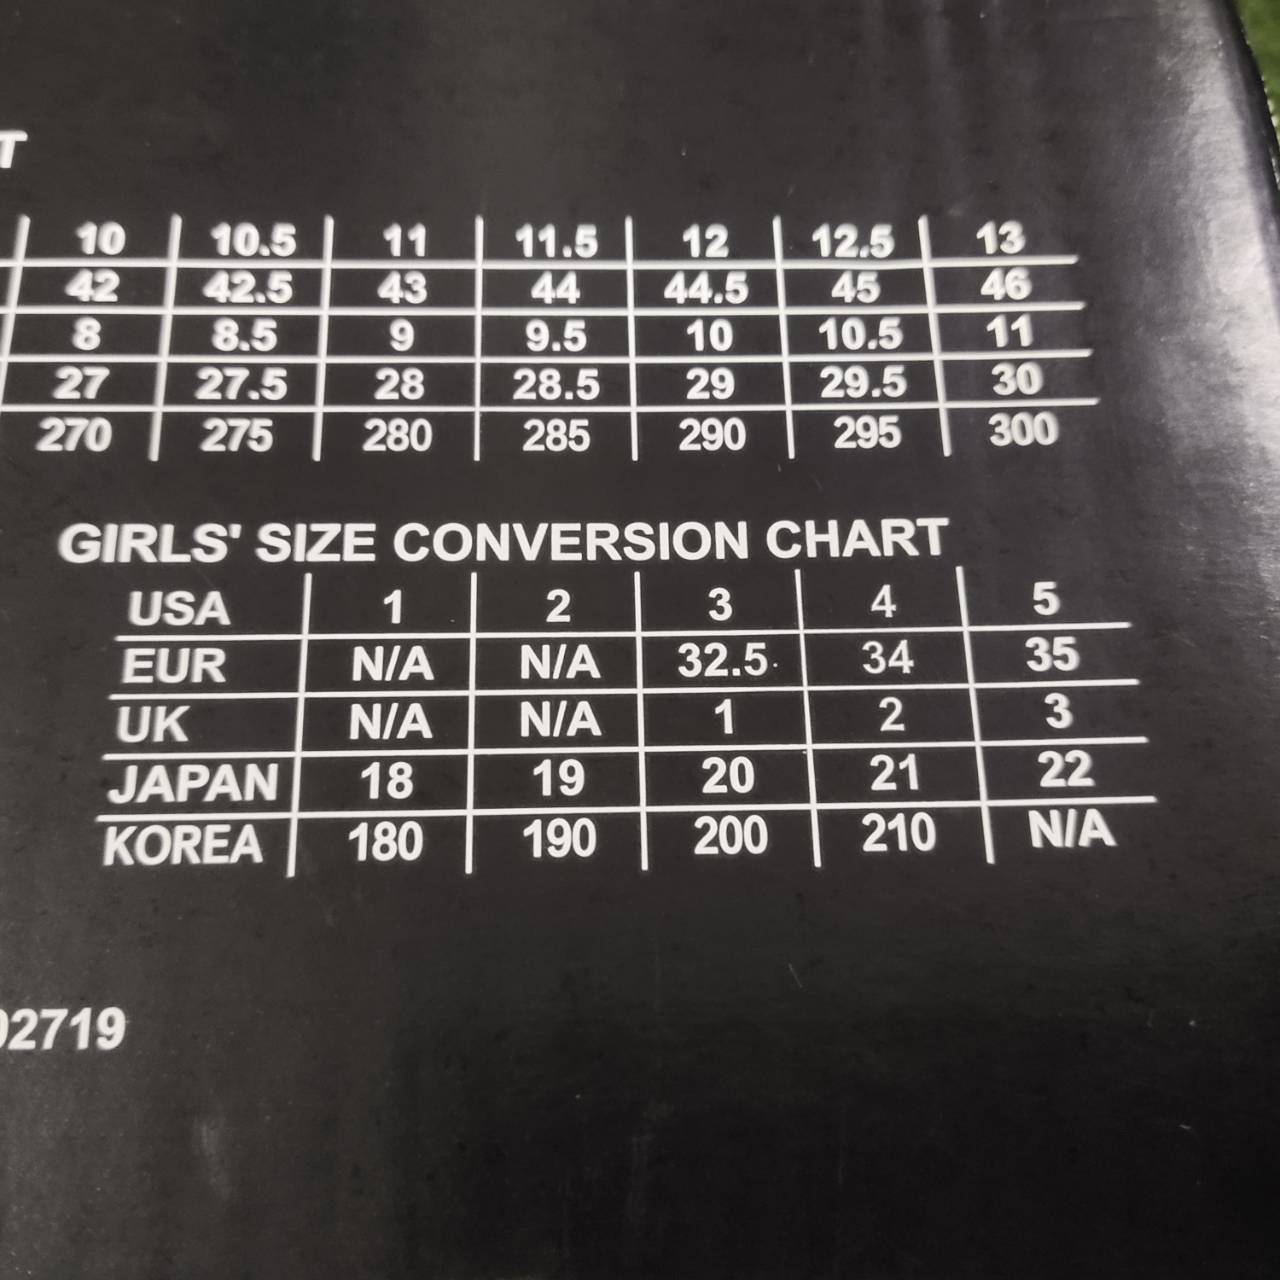 T
10 10.5 11 11.5 12 12.5 13
42 42.5 43 44 44.5 45 46
8 8.5 9 9.5 10 10.5 11
27 27.5 28 28.5 29 29.5 30
270 275 280 285 290 295 300
GIRLS' SIZE CONVERSION CHART
USA 1 2 3 4 5
EUR N/A N/A 32.5 34 35
UK N/A N/A 1 2 3
JAPAN 18 19 20 21 22
KOREA 180 190 200 210 N/A
02719